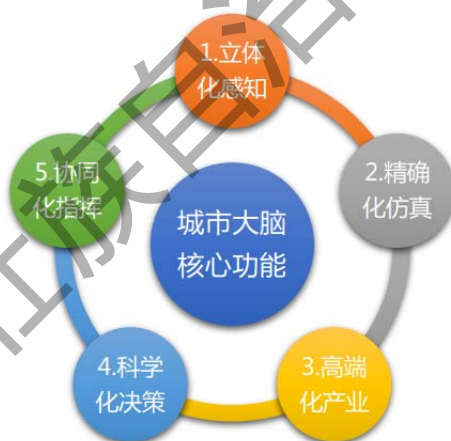 1.立体
化感知
2.精确
化仿真
3.高端
化产业
4.科学
化决策
5.协同
化指挥
城市大脑
核心功能
族自